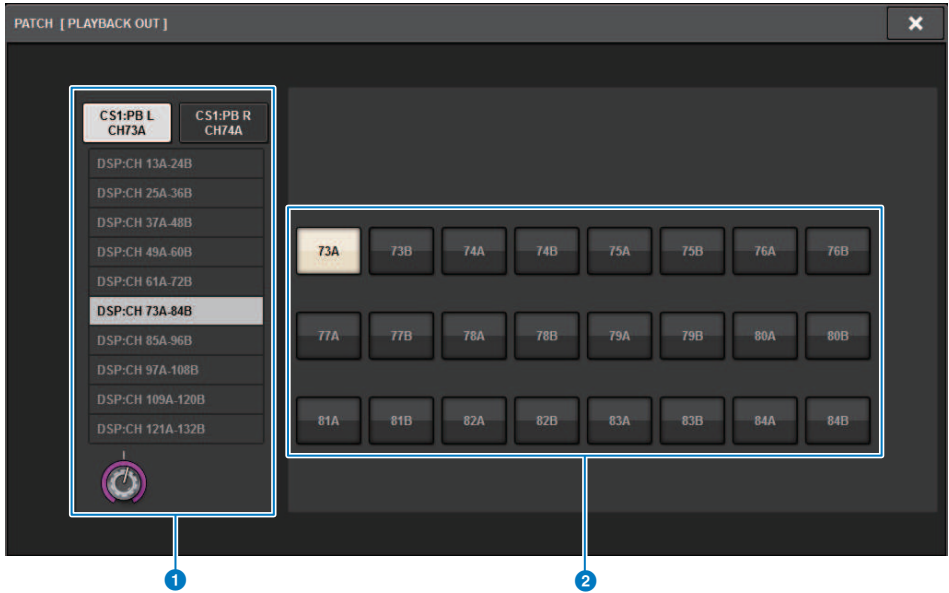 PATCH [ PLAYBACK OUT ]
CS1:PB L
CH73A
CS1:PB R
CH74A
DSP:CH 13A-24B
DSP:CH 25A-36B
DSP:CH 37A-48B
DSP:CH 49A-60B
DSP:CH 61A-72B
DSP:CH 73A-84B
DSP:CH 85A-96B
DSP:CH 97A-108B
DSP:CH 109A-120B
DSP:CH 121A-132B
73A 73B 74A 74B 75A 75B 76A 76B
77A 77B 78A 78B 79A 79B 80A 80B
81A 81B 82A 82B 83A 83B 84A 84B
1 2